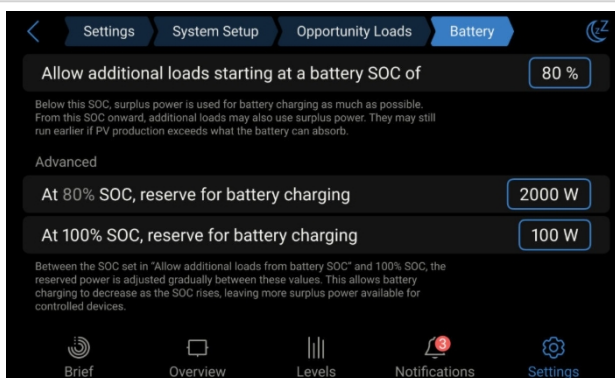 Settings System Setup Opportunity Loads Battery zZ
Allow additional loads starting at a battery SOC of 80 %
Below this SOC, surplus power is used for battery charging as much as possible.
From this SOC onward, additional loads may also use surplus power. They may still
run earlier if PV production exceeds what the battery can absorb.
Advanced
At 80% SOC, reserve for battery charging 2000 W
At 100% SOC, reserve for battery charging 100 W
Between the SOC set in "Allow additional loads from battery SOC" and 100% SOC, the
reserved power is adjusted gradually between these values. This allows battery
charging to decrease as the SOC rises, leaving more surplus power available for
controlled devices.
3
Brief Overview Levels Notifications Settings